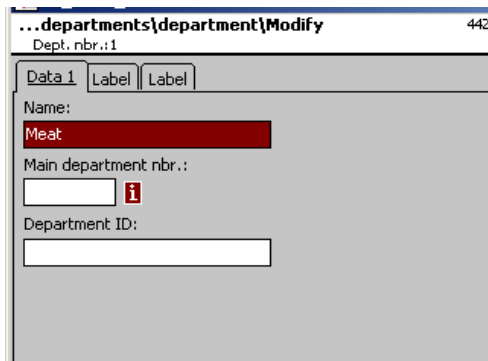 ...departments\department\Modify 442
Dept. nbr.:1
Data 1 Label Label
Name:
Meat
Main department nbr.:
i
Department ID: